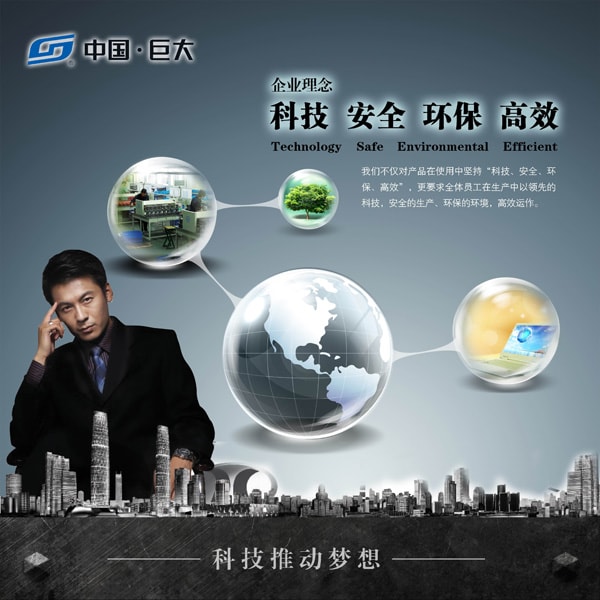 中国·巨大
企业理念
科技 安全 环保 高效
Technology Safe Environmental Efficient
我们不仅对产品在使用中坚持“科技、安全、环
保、高效”，更要求全体员工在生产中以领先的
科技，安全的生产、环保的环境，高效运作。
科技推动梦想